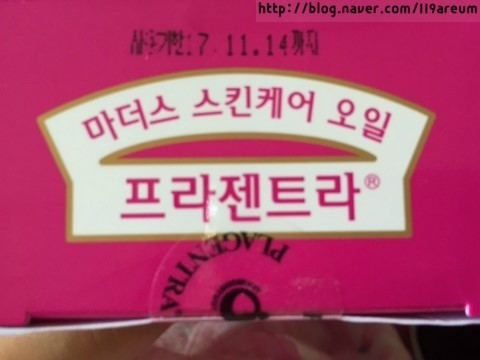 http://blog.naver.com/119areum
사용기한:17.11.14까지
마더스 스킨케어 오일
프라젠트라®
PLACENTRA